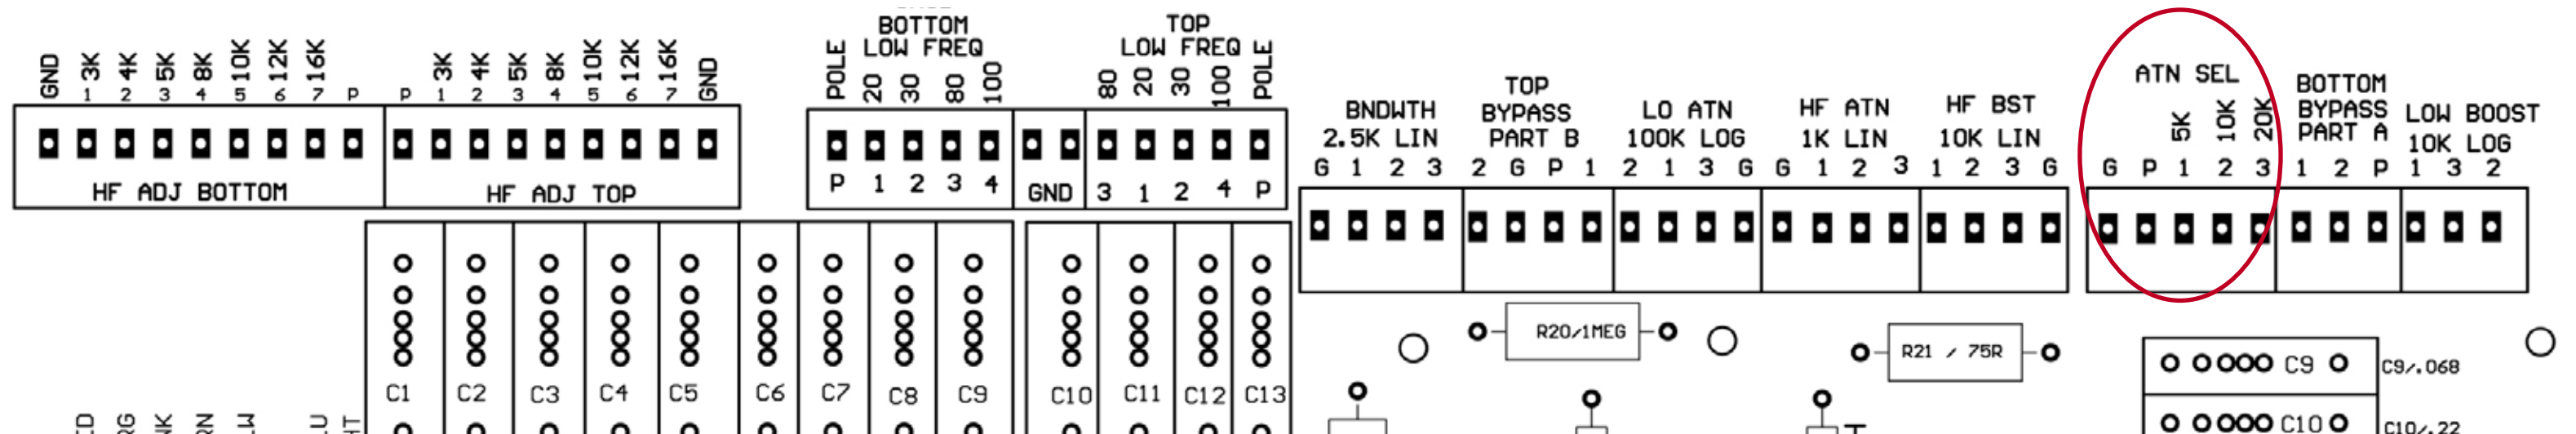 GND 3K 4K 5K 8K 10K 12K 16K
1 2 3 4 5 6 7 P
HF ADJ BOTTOM
3K 4K 5K 8K 10K 12K 16K GND
P 1 2 3 4 5 6 7
HF ADJ TOP
BOTTOM
LOW FREQ
POLE 20 30 80 100
P 1 2 3 4
GND
TOP
LOW FREQ
80 20 30 100 POLE
3 1 2 4 P
BNDWTH
2.5K LIN
G 1 2 3
TOP
BYPASS
PART B
2 G P 1
LO ATN
100K LOG
2 1 3 G
HF ATN
1K LIN
G 1 2 3
HF BST
10K LIN
1 2 3 G
ATN SEL
5K 10K 20K
G P 1 2 3
BOTTOM
BYPASS
PART A
1 2 P
LOW BOOST
10K LOG
1 3 2
C1 C2 C3 C4 C5 C6 C7 C8 C9 C10 C11 C12 C13
R20/1MEG
R21 / 75R
C9 C9/.068
C10 C10/.22